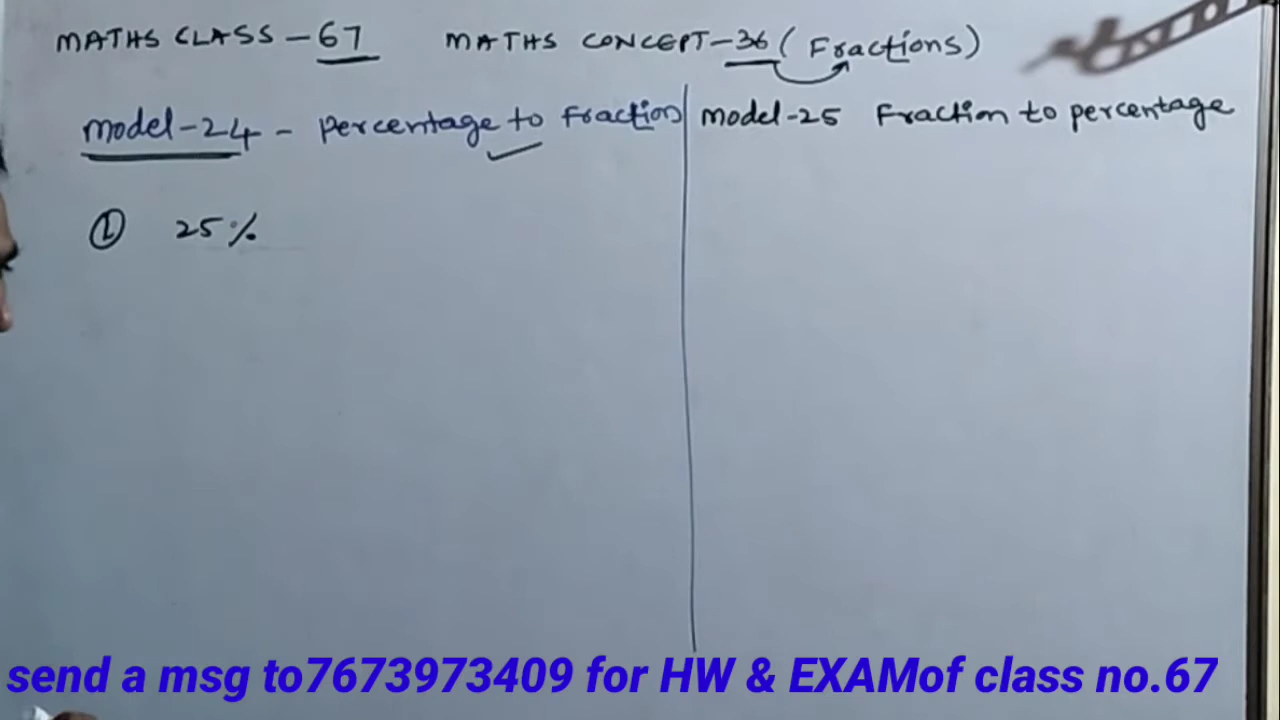 MATHS CLASS - 67 MATHS CONCEPT-36 (Fractions)
Model-24 - Percentage to Fraction
Model-25 Fraction to percentage
① 25%
send a msg to7673973409 for HW & EXAMof class no.67